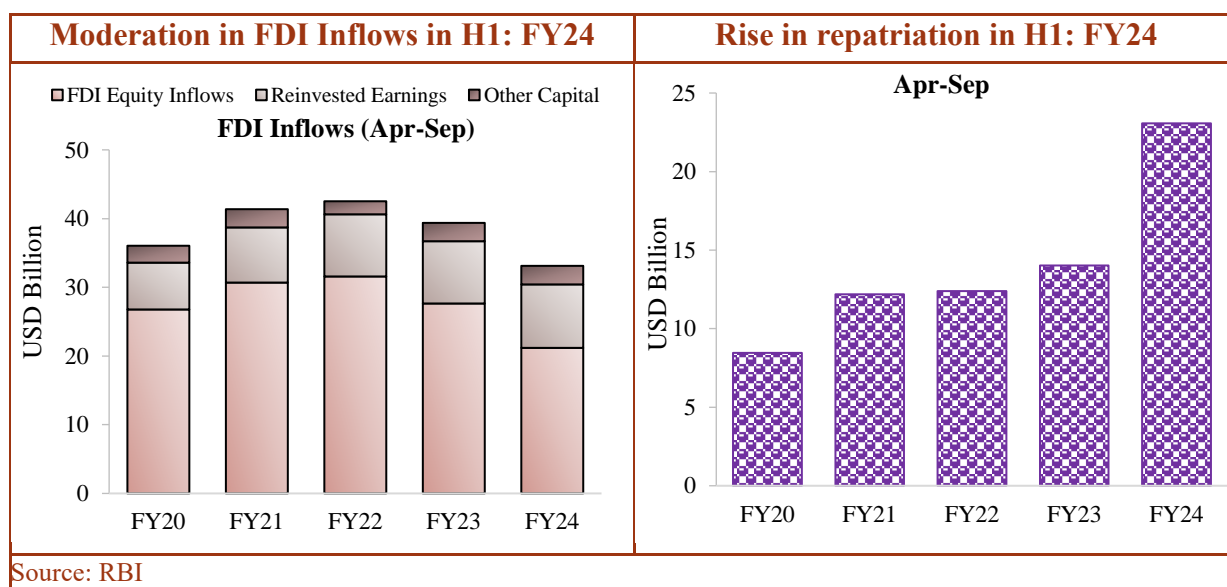 Moderation in FDI Inflows in H1: FY24
FDI Equity Inflows Reinvested Earnings Other Capital
FDI Inflows (Apr-Sep)
USD Billion
50
40
30
20
10
0
FY20 FY21 FY22 FY23 FY24
Rise in repatriation in H1: FY24
Apr-Sep
USD Billion
25
20
15
10
5
0
FY20 FY21 FY22 FY23 FY24
Source: RBI